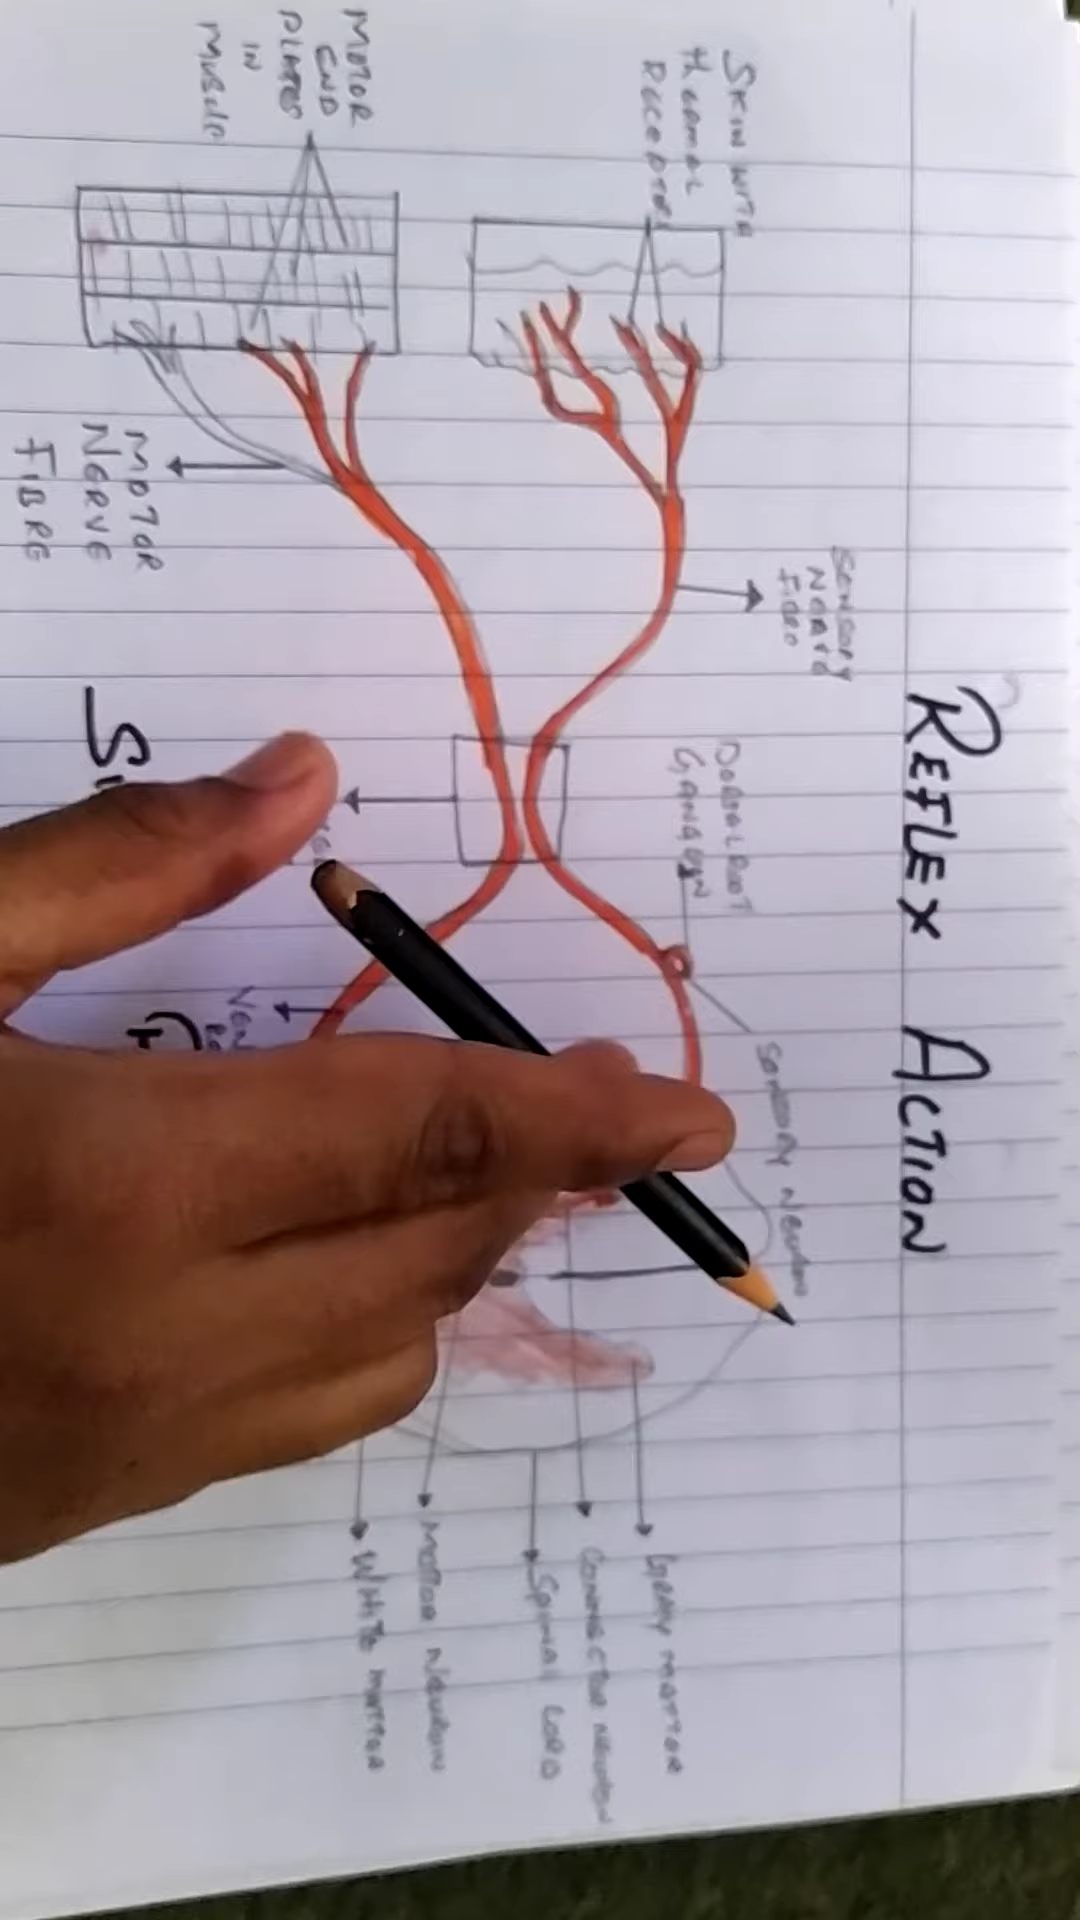 REFLEX ACTION
SKIN WITH
THERMAL
RECEPTOR
MOTOR
END
PLATES
IN
MUSCLE
SENSORY
NERVE
FIBRE
MOTOR
NERVE
FIBRE
DORSAL ROOT
GANGLION
SENSORY NEURON
GRAY MATTER
CONNECTOR NEURON
SPINAL CORD
MOTOR NEURON
WHITE MATTER